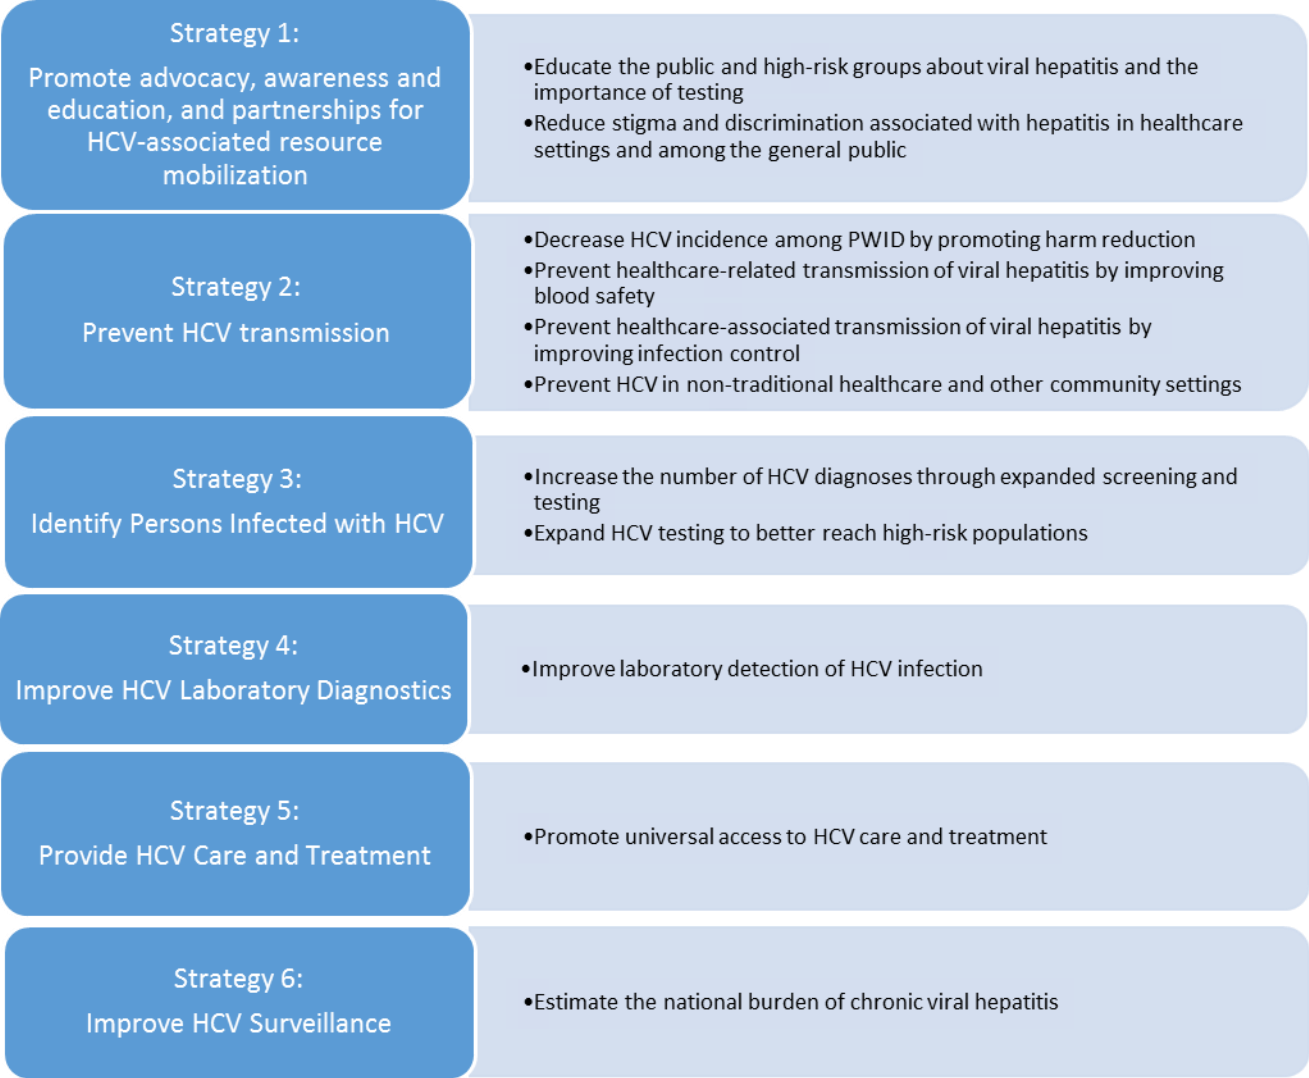 Strategy 1:
Promote advocacy, awareness and
education, and partnerships for
HCV-associated resource
mobilization
•Educate the public and high-risk groups about viral hepatitis and the
importance of testing
•Reduce stigma and discrimination associated with hepatitis in healthcare
settings and among the general public
Strategy 2:
Prevent HCV transmission
•Decrease HCV incidence among PWID by promoting harm reduction
•Prevent healthcare-related transmission of viral hepatitis by improving
blood safety
•Prevent healthcare-associated transmission of viral hepatitis by
improving infection control
•Prevent HCV in non-traditional healthcare and other community settings
Strategy 3:
Identify Persons Infected with HCV
•Increase the number of HCV diagnoses through expanded screening and
testing
•Expand HCV testing to better reach high-risk populations
Strategy 4:
Improve HCV Laboratory Diagnostics
•Improve laboratory detection of HCV infection
Strategy 5:
Provide HCV Care and Treatment
•Promote universal access to HCV care and treatment
Strategy 6:
Improve HCV Surveillance
•Estimate the national burden of chronic viral hepatitis